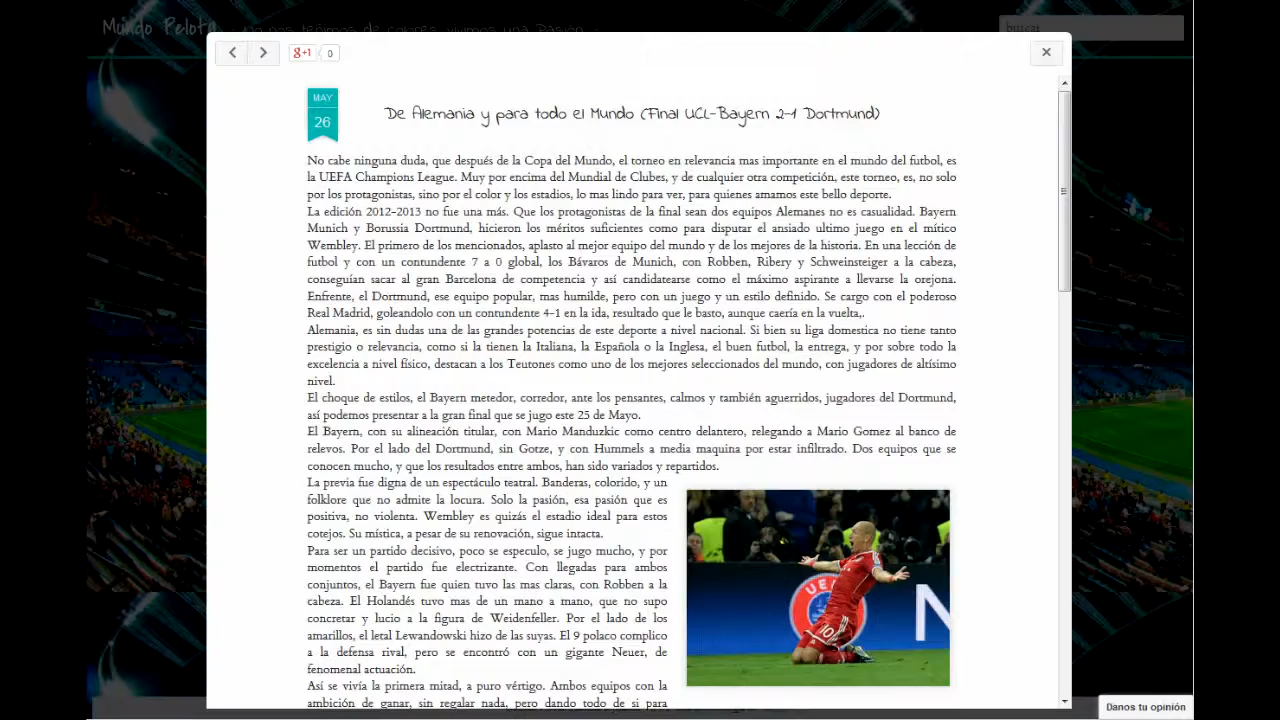 Mundo Pelota
No nos teñimos de colores, vivimos una Pasión
buscar
g+1 0
MAY
26
De Alemania y para todo el Mundo (Final UCL-Bayern 2-1 Dortmund)
No cabe ninguna duda, que después de la Copa del Mundo, el torneo en relevancia mas importante en el mundo del futbol, es
la UEFA Champions League. Muy por encima del Mundial de Clubes, y de cualquier otra competición, este torneo, es, no solo
por los protagonistas, sino por el color y los estadios, lo mas lindo para ver, para quienes amamos este bello deporte.
La edición 2012-2013 no fue una más. Que los protagonistas de la final sean dos equipos Alemanes no es casualidad. Bayern
Munich y Borussia Dortmund, hicieron los méritos suficientes como para disputar el ansiado ultimo juego en el mítico
Wembley. El primero de los mencionados, aplasto al mejor equipo del mundo y de los mejores de la historia. En una lección de
futbol y con un contundente 7 a 0 global, los Bávaros de Munich, con Robben, Ribery y Schweinsteiger a la cabeza,
conseguían sacar al gran Barcelona de competencia y así candidatearse como el máximo aspirante a llevarse la orejona.
Enfrente, el Dortmund, ese equipo popular, mas humilde, pero con un juego y un estilo definido. Se cargo con el poderoso
Real Madrid, goleandolo con un contundente 4-1 en la ida, resultado que le basto, aunque caería en la vuelta,.
Alemania, es sin dudas una de las grandes potencias de este deporte a nivel nacional. Si bien su liga domestica no tiene tanto
prestigio o relevancia, como si la tienen la Italiana, la Española o la Inglesa, el buen futbol, la entrega, y por sobre todo la
excelencia a nivel físico, destacan a los Teutones como uno de los mejores seleccionados del mundo, con jugadores de altísimo
nivel.
El choque de estilos, el Bayern metedor, corredor, ante los pensantes, calmos y también aguerridos, jugadores del Dortmund,
así podemos presentar a la gran final que se jugo este 25 de Mayo.
El Bayern, con su alineación titular, con Mario Manduzkic como centro delantero, relegando a Mario Gomez al banco de
relevos. Por el lado del Dortmund, sin Gotze, y con Hummels a media maquina por estar infiltrado. Dos equipos que se
conocen mucho, y que los resultados entre ambos, han sido variados y repartidos.
La previa fue digna de un espectáculo teatral. Banderas, colorido, y un
folklore que no admite la locura. Solo la pasión, esa pasión que es
positiva, no violenta. Wembley es quizás el estadio ideal para estos
cotejos. Su mística, a pesar de su renovación, sigue intacta.
Para ser un partido decisivo, poco se especulo, se jugo mucho, y por
momentos el partido fue electrizante. Con llegadas para ambos
conjuntos, el Bayern fue quien tuvo las mas claras, con Robben a la
cabeza. El Holandés tuvo mas de un mano a mano, que no supo
concretar y lucio a la figura de Weidenfeller. Por el lado de los
amarillos, el letal Lewandowski hizo de las suyas. El 9 polaco complico
a la defensa rival, pero se encontró con un gigante Neuer, de
fenomenal actuación.
Así se vivía la primera mitad, a puro vértigo. Ambos equipos con la
ambición de ganar, sin regalar nada, pero dando todo de si para
UE
N
10
Danos tu opinión